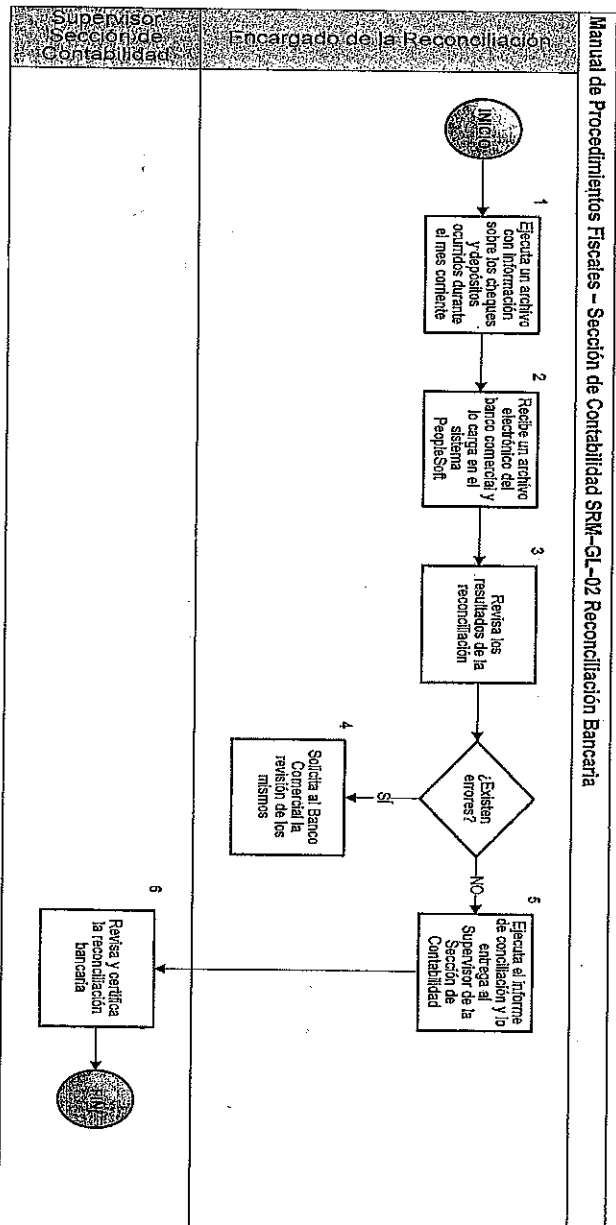 Manual de Procedimientos Fiscales – Sección de Contabilidad SRM–GL–02 Reconciliación Bancaria
Encargado de la Reconciliación
INICIO
1
Ejecuta un archivo
con información
sobre los cheques
y depósitos
ocurridos durante
el mes corriente
2
Recibe un archivo
electrónico del
banco comercial y
lo carga en el
sistema
PeopleSoft
3
Revisa los
resultados de la
reconciliación
¿Existen
errores?
SÍ
NO
4
Solicita al Banco
Comercial la
revisión de los
mismos
5
Ejecuta el informe
de conciliación y lo
entrega al
Supervisor de la
Sección de
Contabilidad
Supervisor
Sección de
Contabilidad
6
Revisa y certifica
la reconciliación
bancaria
FIN